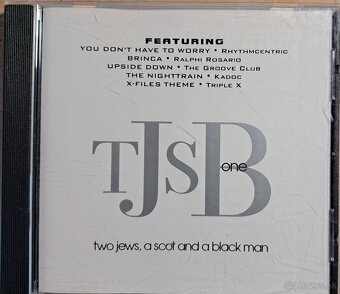 FEATURING
YOU DON'T HAVE TO WORRY • RHYTHMCENTRIC
BRINCA • RALPHI ROSARIO
UPSIDE DOWN • THE GROOVE CLUB
THE NIGHTTRAIN • KADOC
X-FILES THEME • TRIPLE X
TJSB
one
two jews, a scot and a black man